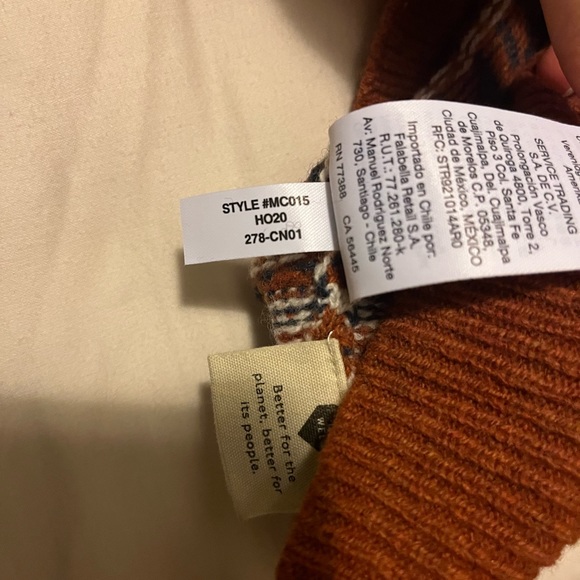 STYLE #MC015
HO20
278-CN01
SERVICE TRADING
S.A. DE C.V.
Prolongación Vasco
de Quiroga 4800, Torre 2,
Piso 3 Col. Santa Fe
Cuajimalpa, Del. Cuajimalpa
de Morelos C.P. 05348,
Ciudad de México, MÉXICO
RFC: STR921014A90
Importado en Chile por:
Falabella Retail S.A.
R.U.T.: 77.261.280-k
Av: Manuel Rodríguez Norte
730, Santiago - Chile
RN 77388 CA 56445
Better for the
planet, better for
its people.